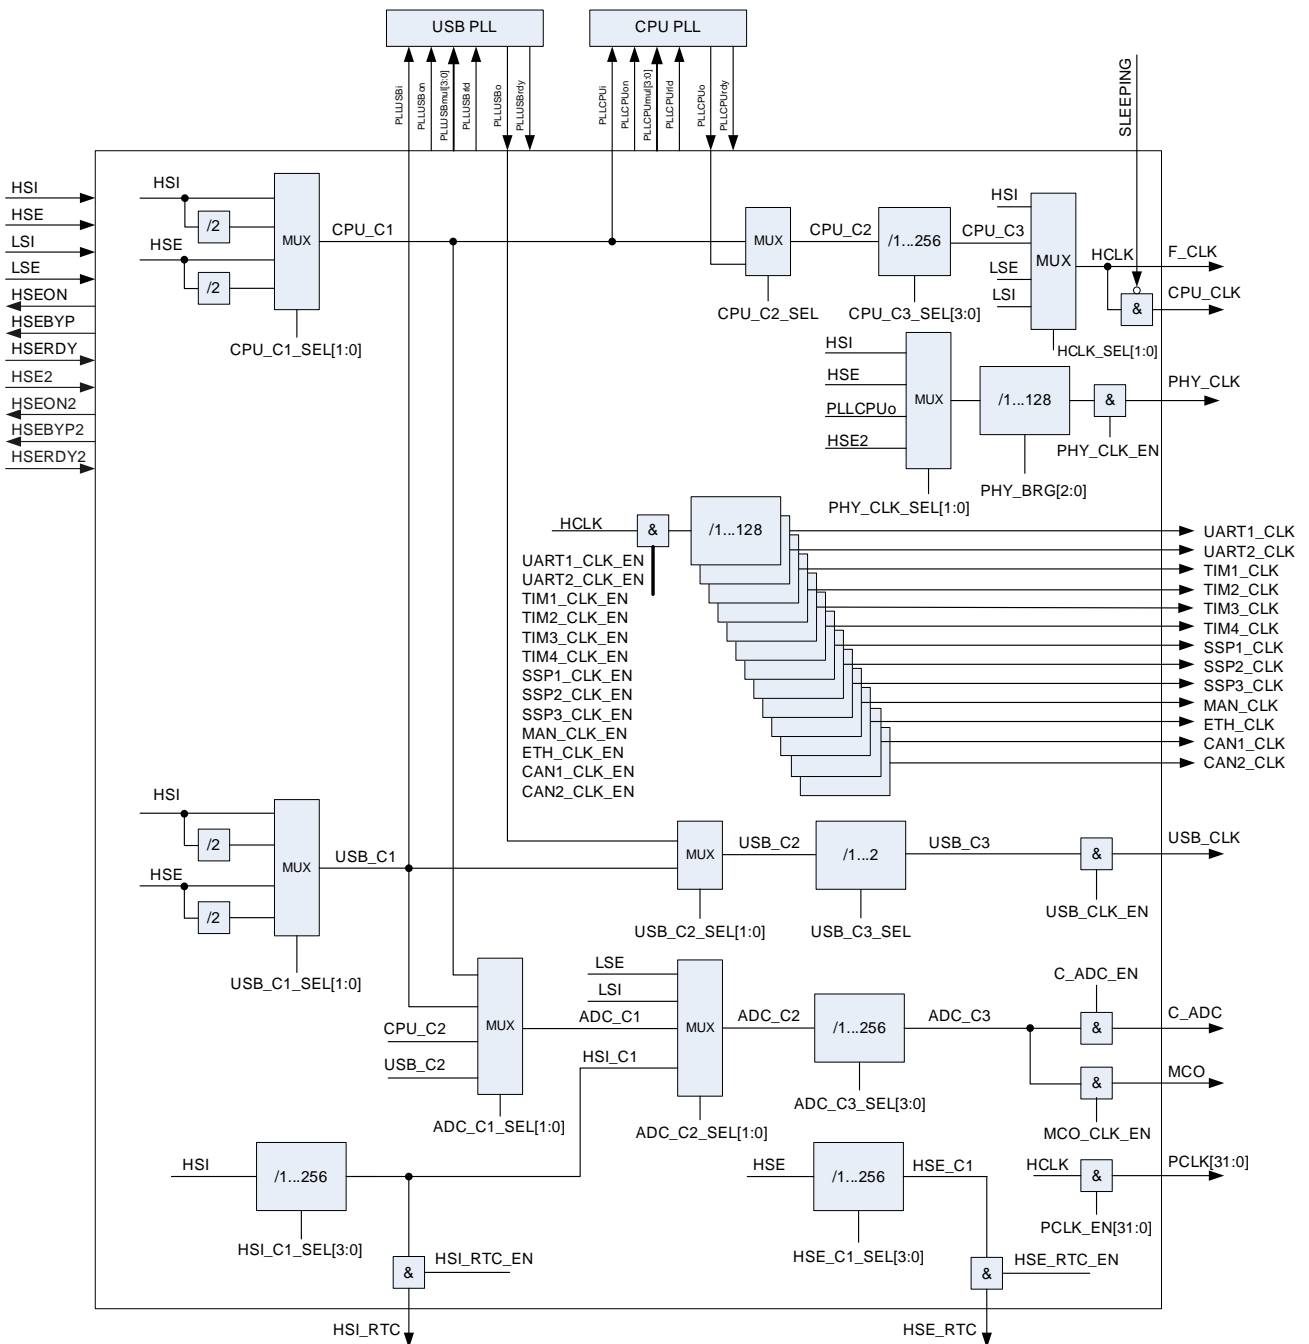 USB PLL
CPU PLL
PLLUSBi
PLLUSBon
PLLUSBmul[3:0]
PLLUSBrld
PLLUSBo
PLLUSBrdy
PLLCPUi
PLLCPUon
PLLCPUmul[3:0]
PLLCPUrld
PLLCPUo
PLLCPUrdy
SLEEPING
HSI
HSE
LSI
LSE
HSEON
HSEBYP
HSERDY
HSE2
HSEON2
HSEBYP2
HSERDY2
HSI
/2
HSE
/2
MUX
CPU_C1
CPU_C1_SEL[1:0]
MUX
CPU_C2
CPU_C2_SEL
/1...256
CPU_C3
CPU_C3_SEL[3:0]
HSI
LSE
LSI
MUX
HCLK
HCLK_SEL[1:0]
&
F_CLK
CPU_CLK
HSI
HSE
PLLCPUo
HSE2
MUX
PHY_CLK_SEL[1:0]
/1...128
PHY_BRG[2:0]
&
PHY_CLK_EN
PHY_CLK
HCLK
&
/1...128
UART1_CLK_EN
UART2_CLK_EN
TIM1_CLK_EN
TIM2_CLK_EN
TIM3_CLK_EN
TIM4_CLK_EN
SSP1_CLK_EN
SSP2_CLK_EN
SSP3_CLK_EN
MAN_CLK_EN
ETH_CLK_EN
CAN1_CLK_EN
CAN2_CLK_EN
UART1_CLK
UART2_CLK
TIM1_CLK
TIM2_CLK
TIM3_CLK
TIM4_CLK
SSP1_CLK
SSP2_CLK
SSP3_CLK
MAN_CLK
ETH_CLK
CAN1_CLK
CAN2_CLK
HSI
/2
HSE
/2
MUX
USB_C1
USB_C1_SEL[1:0]
MUX
USB_C2
USB_C2_SEL[1:0]
/1...2
USB_C3
USB_C3_SEL
&
USB_CLK_EN
USB_CLK
CPU_C2
USB_C2
MUX
ADC_C1_SEL[1:0]
LSE
LSI
ADC_C1
HSI_C1
MUX
ADC_C2
ADC_C2_SEL[1:0]
/1...256
ADC_C3
ADC_C3_SEL[3:0]
C_ADC_EN
&
C_ADC
&
MCO
MCO_CLK_EN
HSI
/1...256
HSI_C1_SEL[3:0]
&
HSI_RTC_EN
HSI_RTC
HSE
/1...256
HSE_C1
HSE_C1_SEL[3:0]
&
HSE_RTC_EN
HSE_RTC
HCLK
&
PCLK[31:0]
PCLK_EN[31:0]